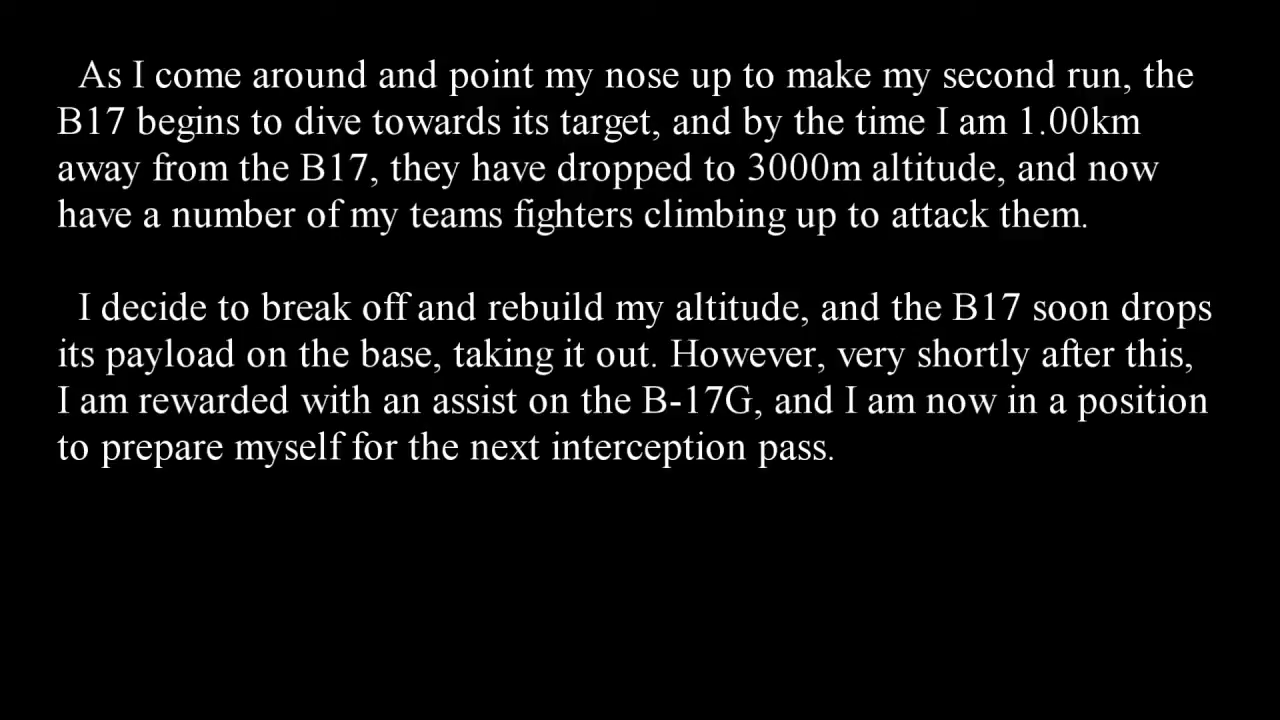 As I come around and point my nose up to make my second run, the
B17 begins to dive towards its target, and by the time I am 1.00km
away from the B17, they have dropped to 3000m altitude, and now
have a number of my teams fighters climbing up to attack them.
I decide to break off and rebuild my altitude, and the B17 soon drops
its payload on the base, taking it out. However, very shortly after this,
I am rewarded with an assist on the B-17G, and I am now in a position
to prepare myself for the next interception pass.